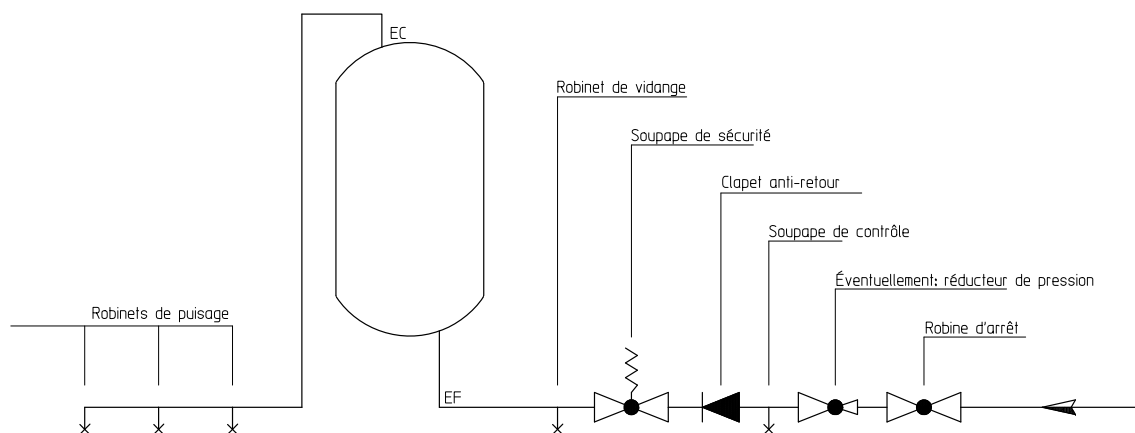 EC
Robinet de vidange
Soupape de sécurité
Clapet anti-retour
Soupape de contrôle
Éventuellement: réducteur de pression
Robinets de puisage
Robine d'arrêt
EF